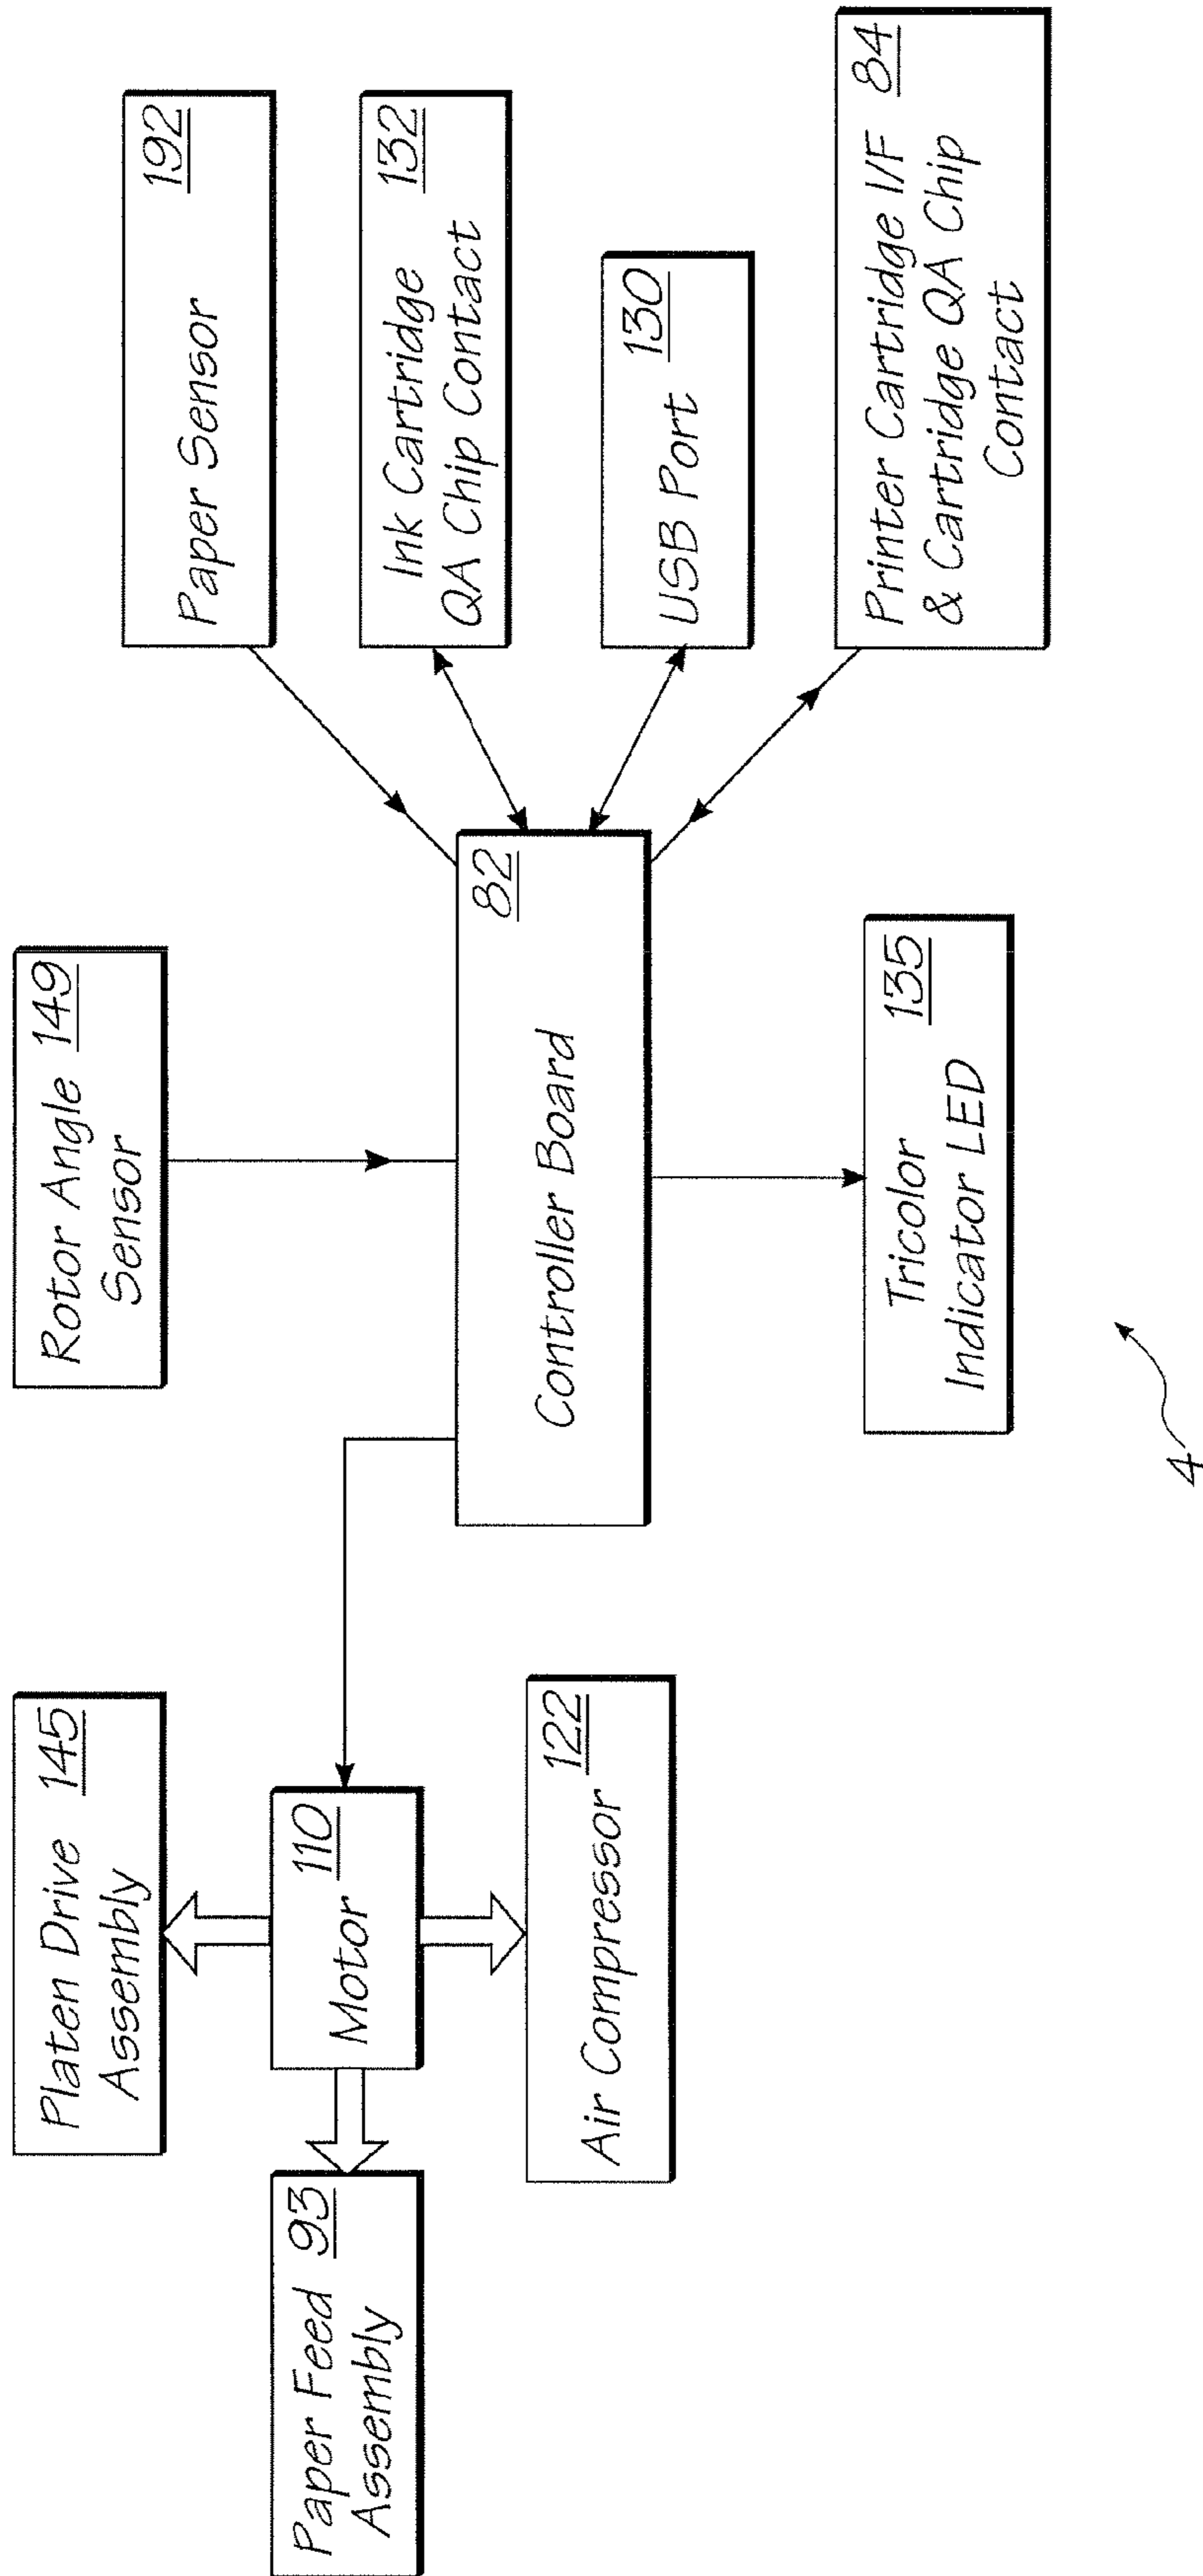 Platen Drive 145
Assembly
Rotor Angle 149
Sensor
Paper Sensor
192
Paper Feed 93
Assembly
Motor 110
Ink Cartridge 132
QA Chip Contact
Controller Board
82
Air Compressor 122
USB Port 130
Tricolor 135
Indicator LED
Printer Cartridge I/F 84
& Cartridge QA Chip
Contact
4